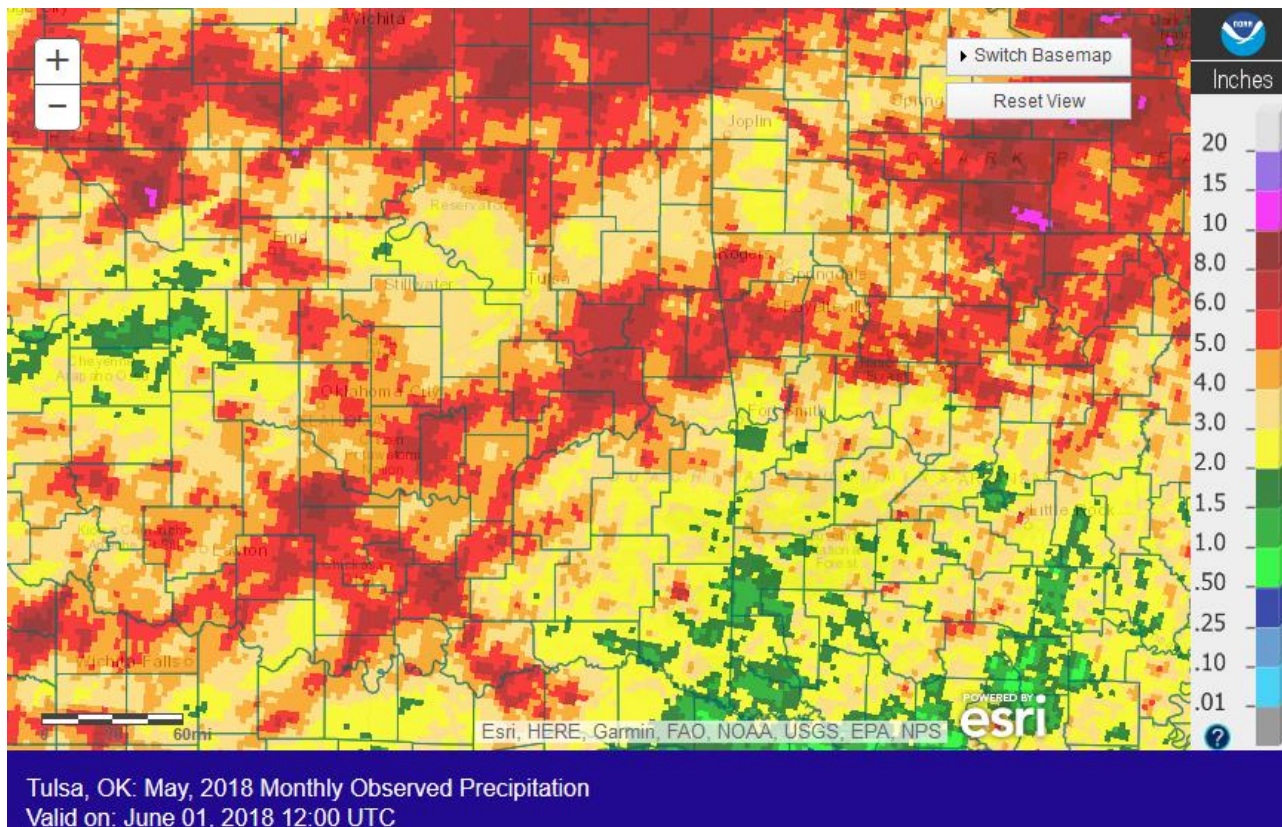 Wichita
+
−
Switch Basemap
Reset View
Joplin
Enid
Stillwater
Tulsa
Rogers
Springdale
Fayetteville
Oklahoma City
Fort Smith
Little Rock
Lawton
Wichita Falls
60mi
Esri, HERE, Garmin, FAO, NOAA, USGS, EPA, NPS
POWERED BY
esri
NOAA
Inches
20
15
10
8.0
6.0
5.0
4.0
3.0
2.0
1.5
1.0
.50
.25
.10
.01
?
Tulsa, OK: May, 2018 Monthly Observed Precipitation
Valid on: June 01, 2018 12:00 UTC